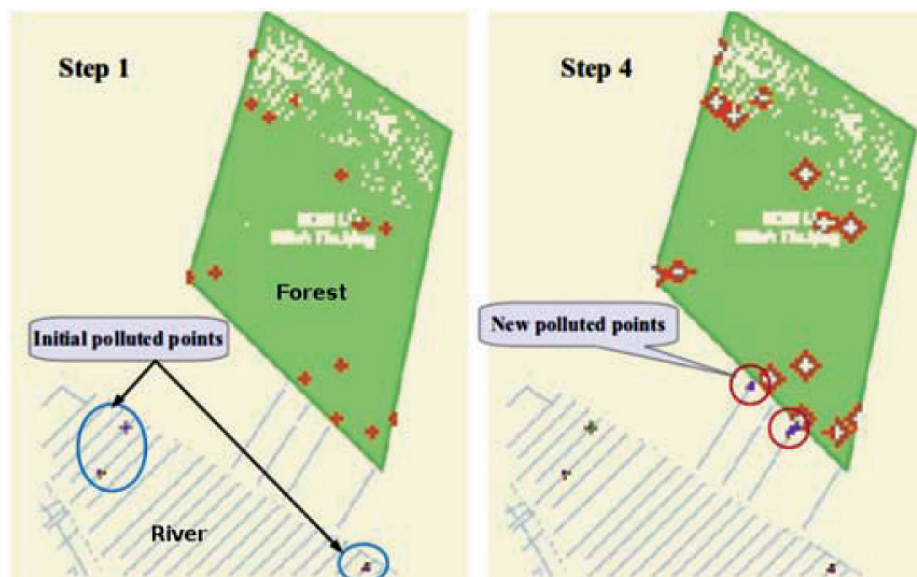 Step 1
Forest
Initial polluted points
River
Step 4
New polluted points